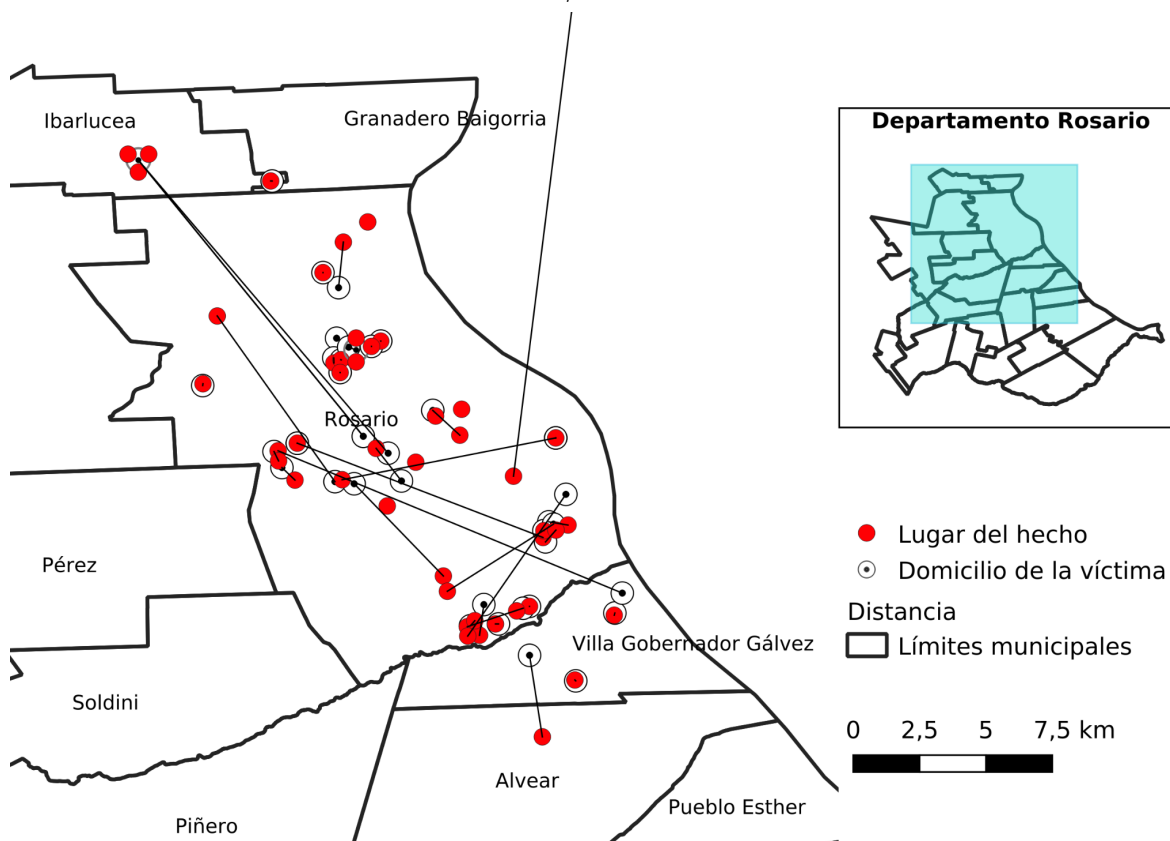 Ibarlucea
Granadero Baigorria
Departamento Rosario
Rosario
Pérez
Lugar del hecho
Domicilio de la víctima
Distancia
Límites municipales
Villa Gobernador Gálvez
Soldini
0 2,5 5 7,5 km
Alvear
Pueblo Esther
Piñero